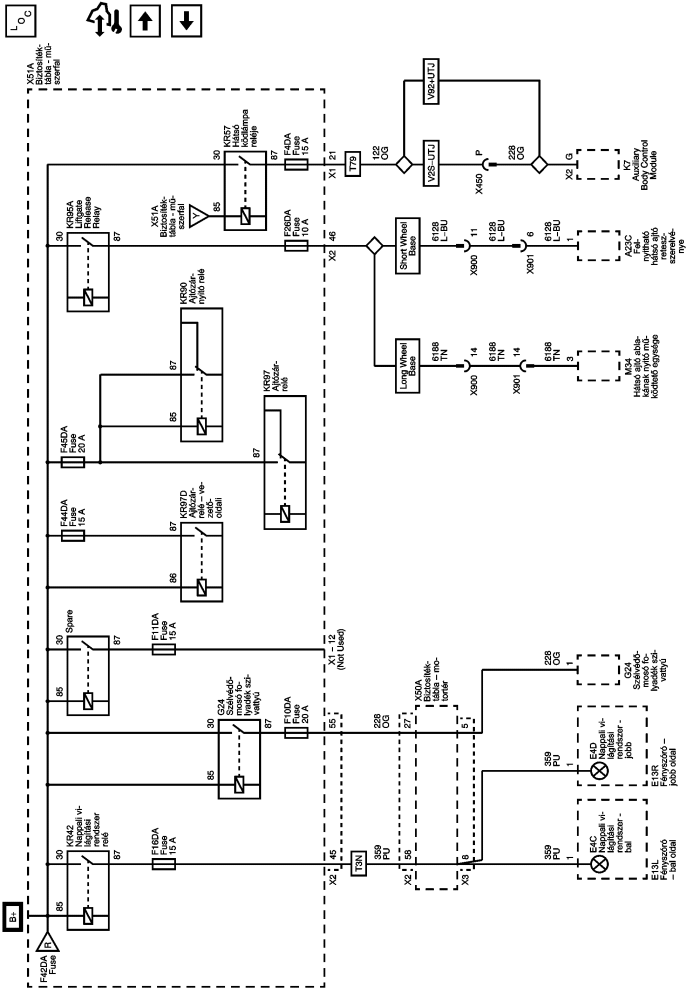 L O C
X51A
Biztosíték-
tábla - mű-
szerfal
KR57
Hátsó
ködlámpa
reléje
30
87
85
X51A
Biztosíték-
tábla - mű-
szerfal
Y
F4DA
Fuse
15 A
21
X1
T79
122
OG
V92+UTJ
V2S-UTJ
P
X450
228
OG
G
X2
K7
Auxiliary
Body Control
Module
KR95A
Liftgate
Release
Relay
30
87
F26DA
Fuse
10 A
46
X2
Short Wheel
Base
6128
L-BU
11
X900
6128
L-BU
6
X901
6128
L-BU
1
A23C
Fel-
nyitható
hátsó ajtó
retesz-
szerelvé-
nye
KR90
Ajtózár-
nyitó relé
87
85
Long Wheel
Base
6188
TN
14
X900
6188
TN
14
X901
6188
TN
3
M34
Hátsó ajtó abla-
kának nyitó mű-
ködtető egysége
KR97
Ajtózár-
relé
87
F45DA
Fuse
20 A
F44DA
Fuse
15 A
KR97D
Ajtózár-
relé – ve-
zető-
oldali
87
86
Spare
30
87
85
F11DA
Fuse
15 A
X1 – 12
(Not Used)
G24
Szélvédő-
mosó fo-
lyadék szi-
vattyú
30
87
85
F10DA
Fuse
20 A
55
228
OG
27
X50A
Biztosíték-
tábla – mo-
tortér
5
228
OG
1
G24
Szélvédő-
mosó fo-
lyadék szi-
vattyú
359
PU
1
E4D
Nappali vi-
lágítási
rendszer -
jobb
E13R
Fényszóró –
jobb oldal
KR42
Nappali vi-
lágítási
rendszer
relé
30
87
85
F16DA
Fuse
15 A
45
X2
T3N
359
PU
58
X2
6
X3
359
PU
1
E4C
Nappali vi-
lágítási
rendszer -
bal
E13L
Fényszóró
– bal oldal
B+
R
F42DA
Fuse